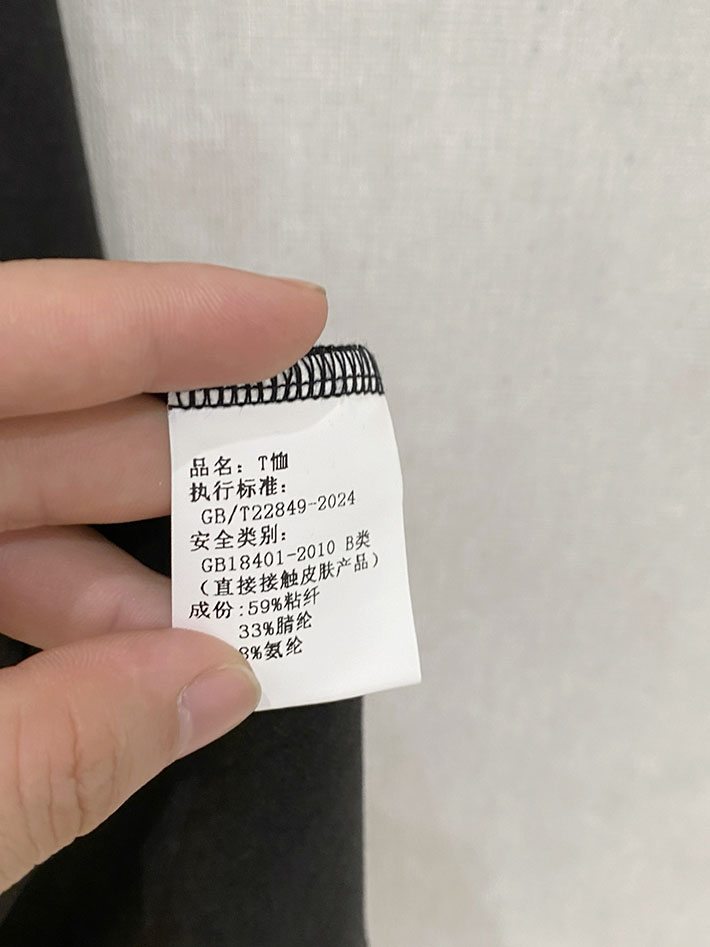 品名：T恤
执行标准：
GB/T22849-2024
安全类别：
GB18401-2010 B类
（直接接触皮肤产品）
成份:59%粘纤
33%腈纶
8%氨纶